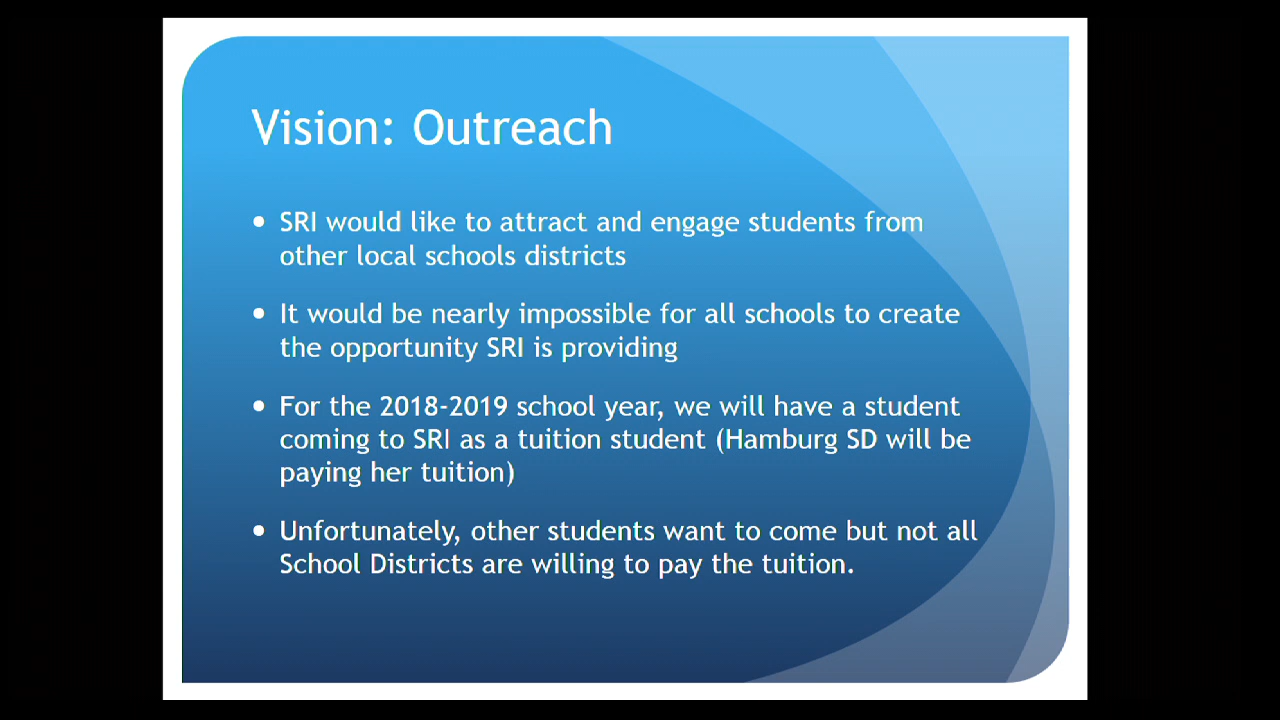 Vision: Outreach
• SRI would like to attract and engage students from
other local schools districts
• It would be nearly impossible for all schools to create
the opportunity SRI is providing
• For the 2018-2019 school year, we will have a student
coming to SRI as a tuition student (Hamburg SD will be
paying her tuition)
• Unfortunately, other students want to come but not all
School Districts are willing to pay the tuition.